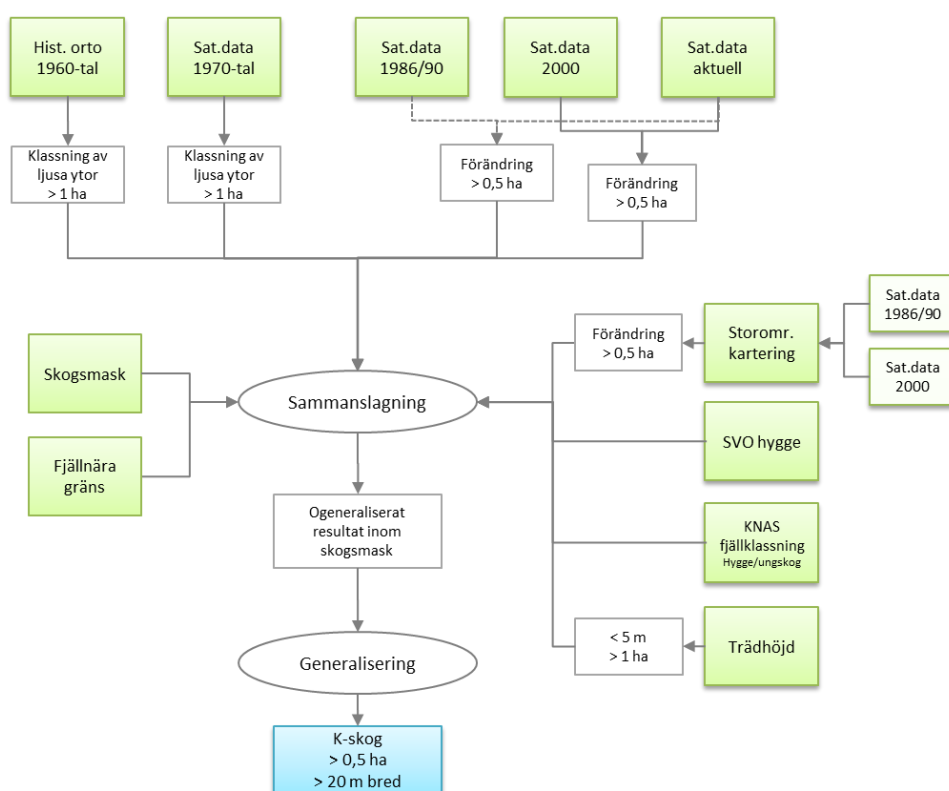 Hist. orto
1960-tal
Sat.data
1970-tal
Sat.data
1986/90
Sat.data
2000
Sat.data
aktuell
Klassning av
ljusa ytor
> 1 ha
Klassning av
ljusa ytor
> 1 ha
Förändring
> 0,5 ha
Förändring
> 0,5 ha
Skogsmask
Fjällnära
gräns
Sammanslagning
Förändring
> 0,5 ha
Storomr.
kartering
Sat.data
1986/90
Sat.data
2000
SVO hygge
KNAS
fjällklassning
Hygge/ungskog
< 5 m
> 1 ha
Trädhöjd
Ogeneraliserat
resultat inom
skogsmask
Generalisering
K-skog
> 0,5 ha
> 20 m bred